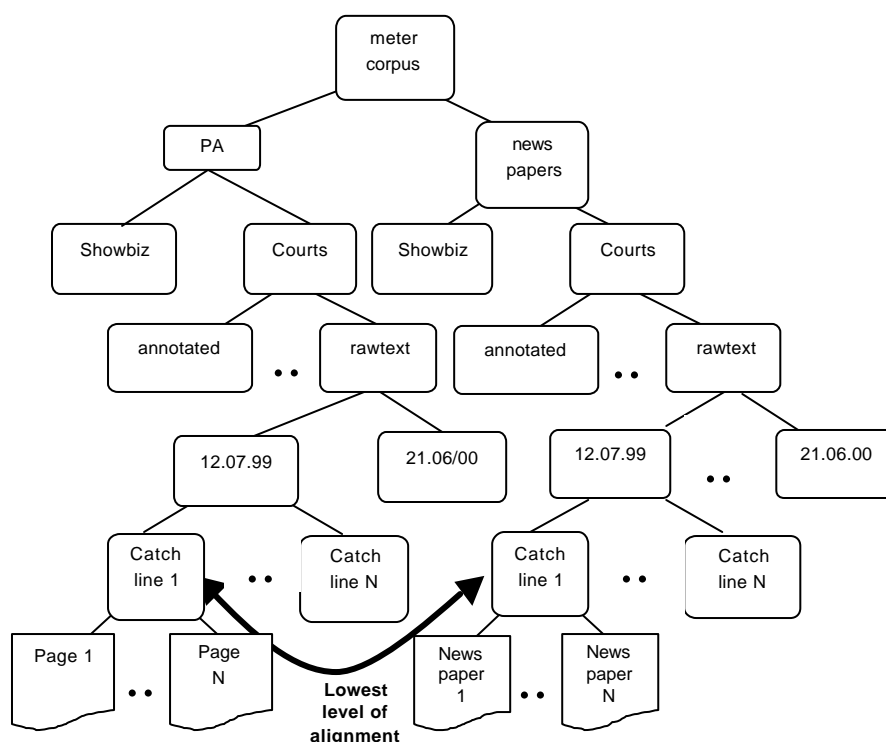 meter
corpus
PA
news
papers
Showbiz
Courts
Showbiz
Courts
annotated
rawtext
annotated
rawtext
12.07.99
21.06/00
12.07.99
21.06.00
Catch
line 1
Catch
line N
Catch
line 1
Catch
line N
Page 1
Page
N
News
paper
1
News
paper
N
Lowest
level of
alignment